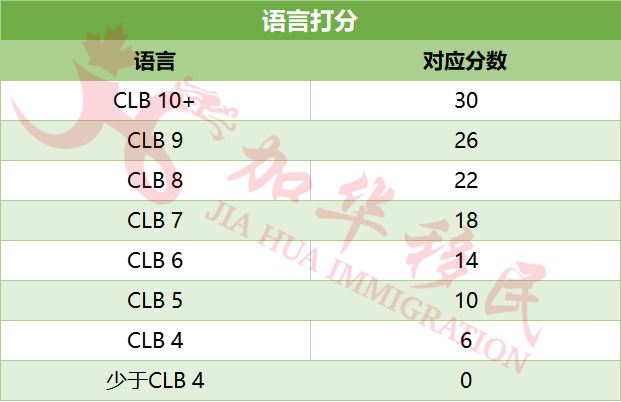 语言打分
语言 对应分数
CLB 10+ 30
CLB 9 26
CLB 8 22
CLB 7 18
CLB 6 14
CLB 5 10
CLB 4 6
少于CLB 4 0
加华移民
JIA HUA IMMIGRATION